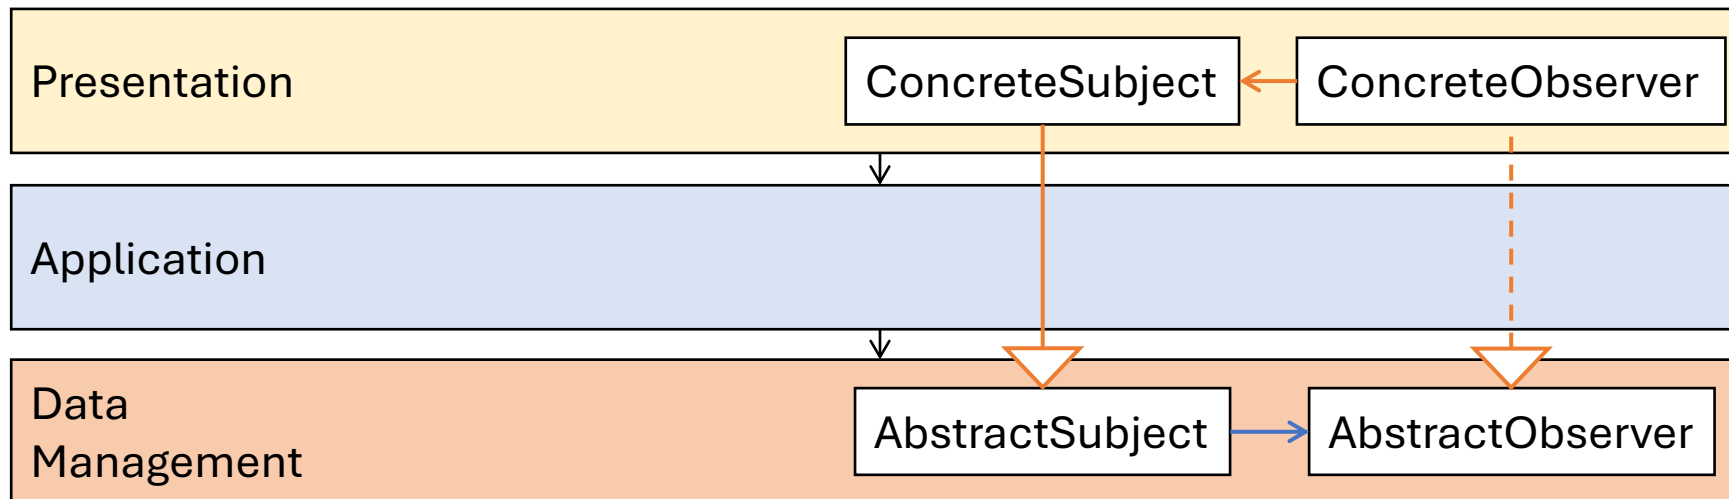 Presentation
ConcreteSubject
ConcreteObserver
Application
Data
Management
AbstractSubject
AbstractObserver